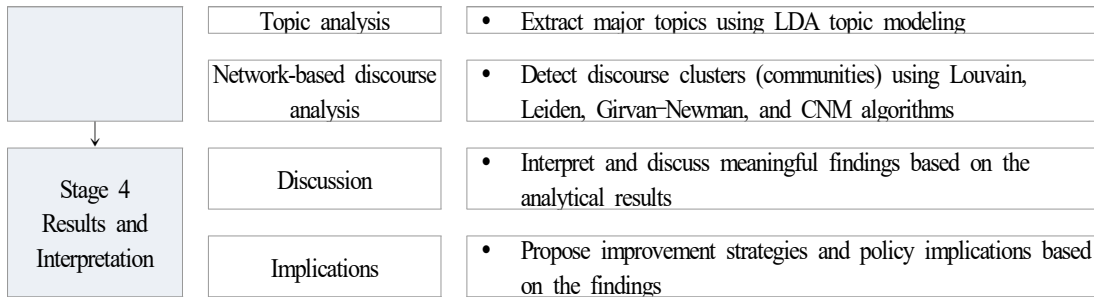 Topic analysis
• Extract major topics using LDA topic modeling
Network-based discourse
analysis
• Detect discourse clusters (communities) using Louvain,
Leiden, Girvan–Newman, and CNM algorithms
Stage 4
Results and
Interpretation
Discussion
• Interpret and discuss meaningful findings based on the
analytical results
Implications
• Propose improvement strategies and policy implications based
on the findings